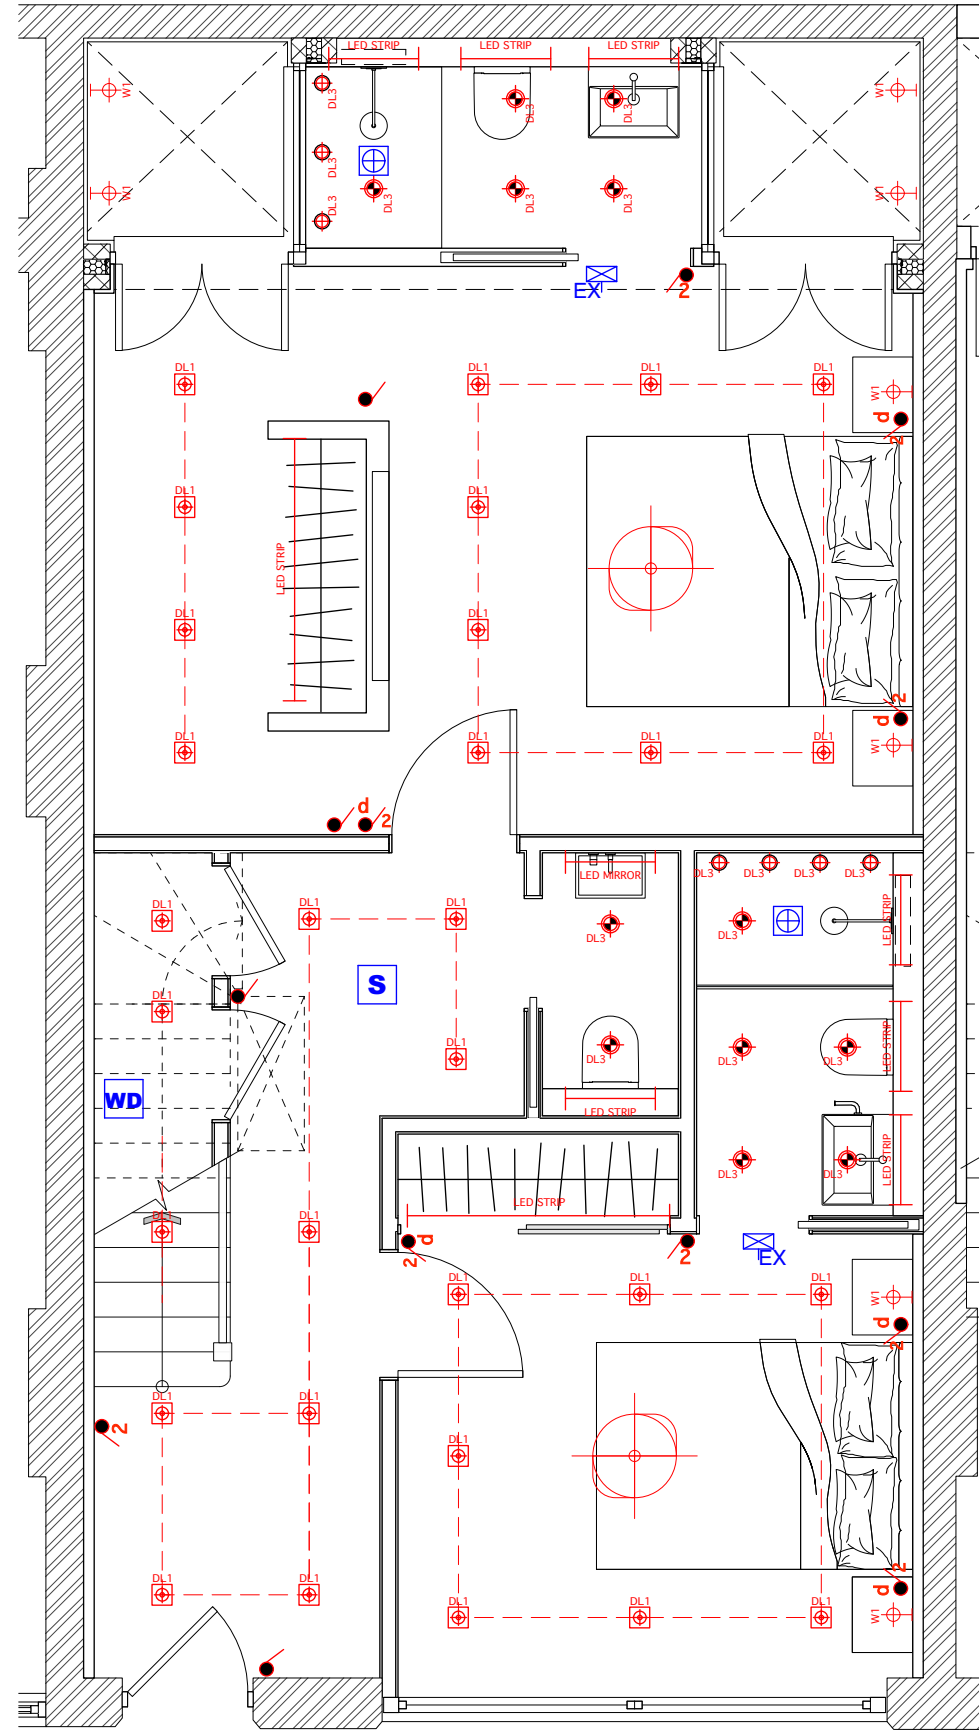 LED STRIP LED STRIP LED STRIP
W1 DL3 DL3 DL3 W1
DL3
W1 DL3 DL3 DL3 DL3 DL3 W1
EX 2
DL1 DL1 DL1 DL1
W1
d
2
DL1 DL1
LED STRIP
DL1 DL1
2
d
DL1 DL1 DL1 DL1 W1
d
2
LED MIRROR DL3 DL3 DL3 DL3
DL1 DL1 DL1
DL3 DL3 LED STRIP
S
DL1
DL1
DL3 DL3 DL3 LED STRIP
WD
LED STRIP
DL3 DL3 LED STRIP
LED STRIP
DL1 DL1
d
2 2 EX
DL1 DL1 DL1 W1
d
2
DL1 DL1
2
DL1
2
d
DL1 DL1
DL1 DL1 DL1 W1